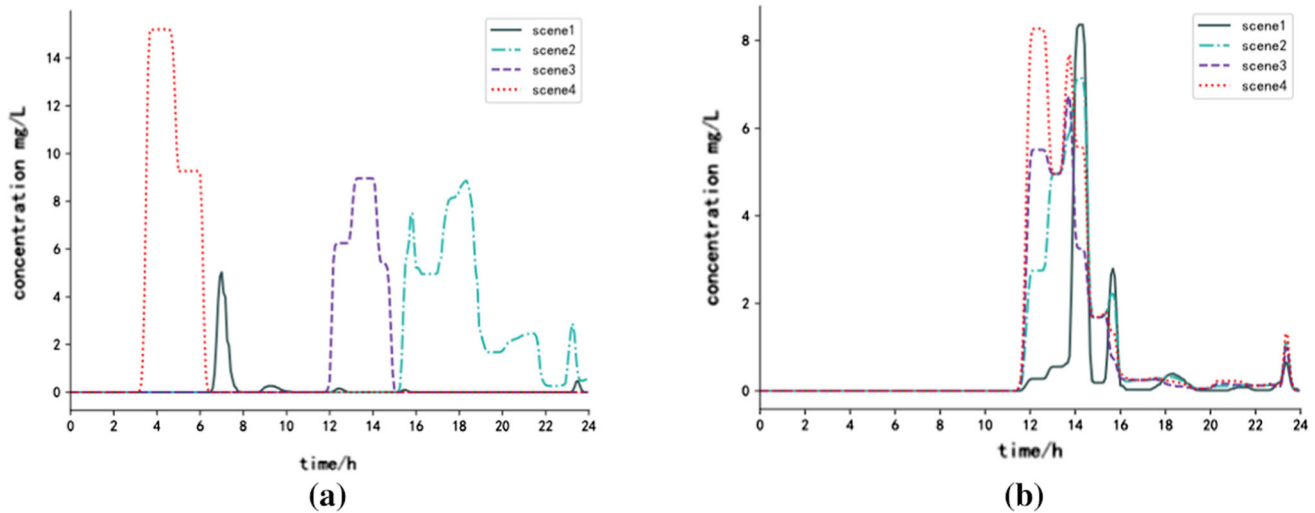 scene1
scene2
scene3
scene4
concentration mg/L
14
12
10
8
6
4
2
0
0 2 4 6 8 10 12 14 16 18 20 22 24
time/h
(a)
scene1
scene2
scene3
scene4
concentration mg/L
8
6
4
2
0
0 2 4 6 8 10 12 14 16 18 20 22 24
time/h
(b)